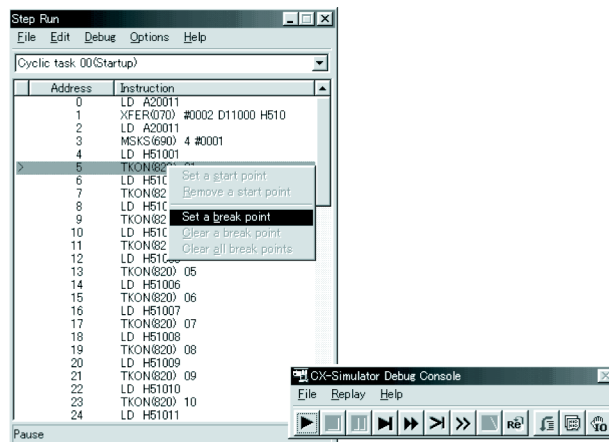 Step Run
File Edit Debug Options Help
Cyclic task 00(Startup)
Address Instruction
0 LD A20011
1 XFER(070) #0002 D11000 H510
2 LD A20011
3 MSKS(690) 4 #0001
4 LD H51001
> 5 TKON(820)
6 LD H510
7 TKON(82
8 LD H510
9 TKON(82
10 LD H510
11 TKON(82
12 LD
13 TKON(820) 05
14 LD H51006
15 TKON(820) 06
16 LD H51007
17 TKON(820) 07
18 LD H51008
19 TKON(820) 08
20 LD H51009
21 TKON(820) 09
22 LD H51010
23 TKON(820) 10
24 LD H51011
Pause
Set a start point
Remove a start point
Set a break point
Clear a break point
Clear all break points
CX-Simulator Debug Console
File Replay Help
Re
IO